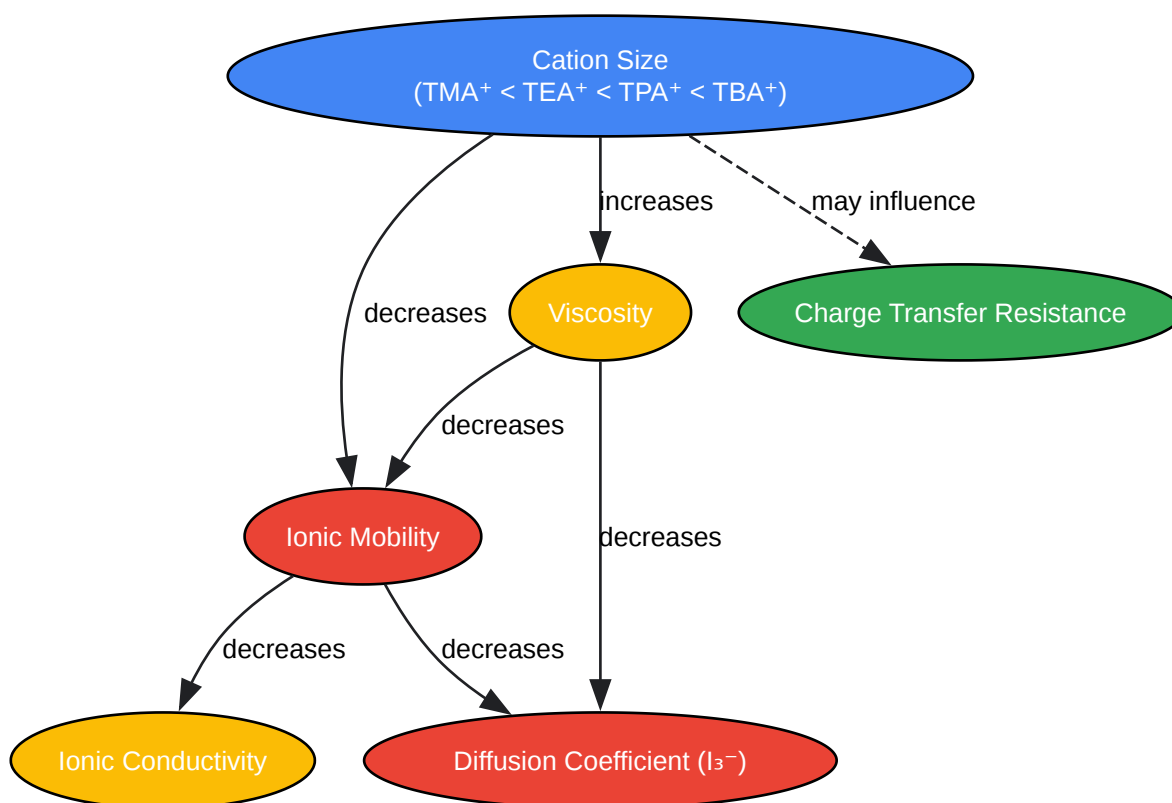 Cation Size
(TMA⁺ < TEA⁺ < TPA⁺ < TBA⁺)
increases
may influence
decreases
Viscosity
Charge Transfer Resistance
decreases
Ionic Mobility
decreases
decreases
decreases
Ionic Conductivity
Diffusion Coefficient (I₃⁻)